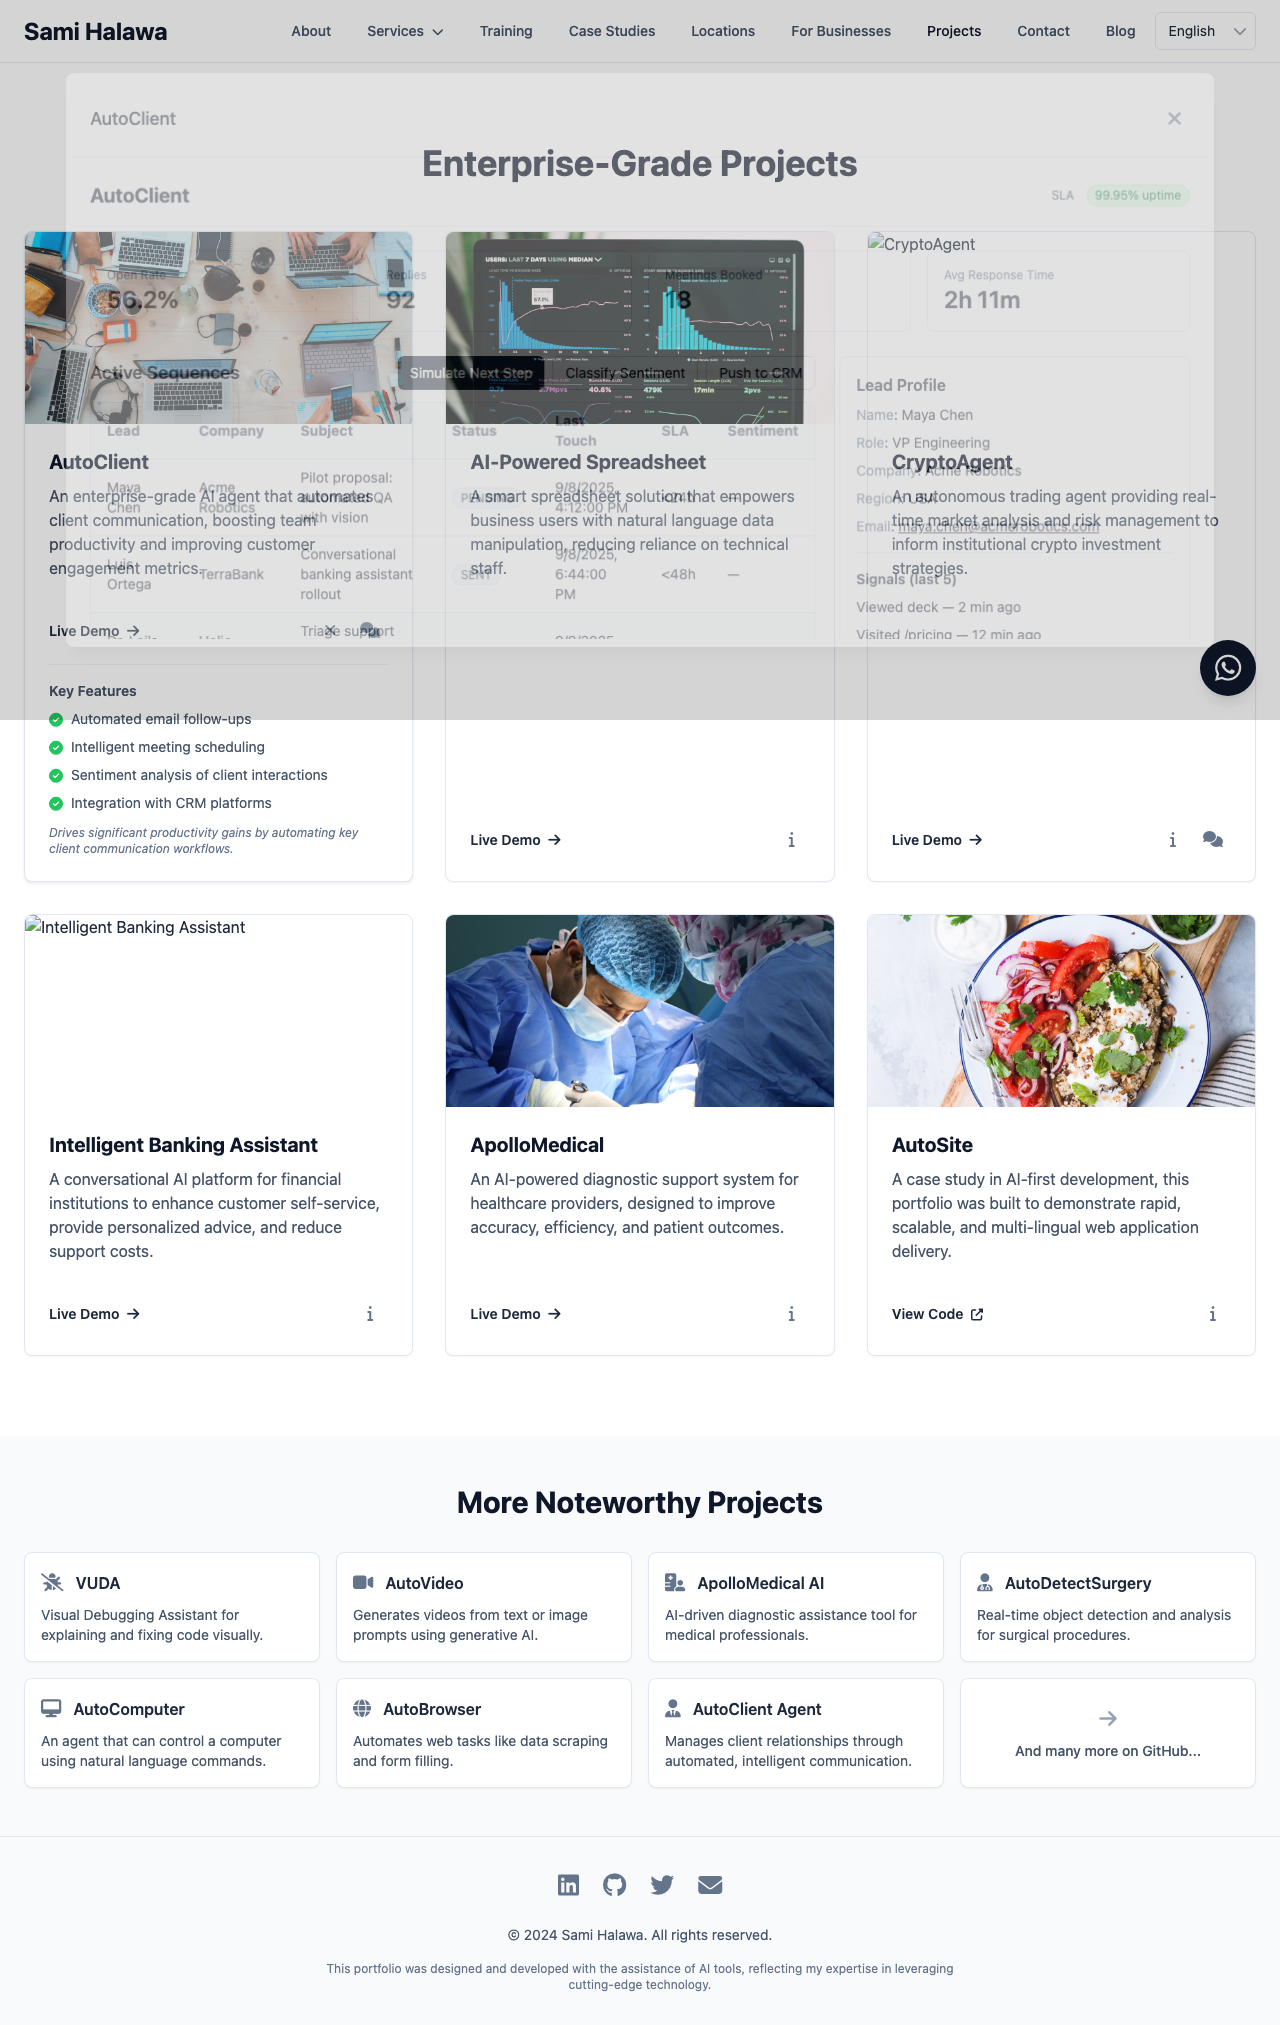 Sami Halawa
About
Services
Training
Case Studies
Locations
For Businesses
Projects
Contact
Blog
English
AutoClient
Enterprise-Grade Projects
AutoClient
SLA
99.95% uptime
CryptoAgent
Open Rate
56.2%
Replies
92
Meetings Booked
18
Avg Response Time
2h 11m
USERS: LAST 7 DAYS USING MEDIAN
Active Sequences
Simulate Next Step
Classify Sentiment
Push to CRM
Lead
Company
Subject
Status
Last Touch
SLA
Sentiment
Maya Chen
Acme Robotics
Pilot proposal: automated QA with vision
PENDING
9/8/2025, 4:12:00 PM
<24h
—
Luis Ortega
TerraBank
Conversational banking assistant rollout
SENT
9/8/2025, 6:44:00 PM
<48h
—
Triage support
Lead Profile
Name: Maya Chen
Role: VP Engineering
Company: Acme Robotics
Region: USA
Email: maya.chen@acmerobotics.com
Signals (last 5)
Viewed deck — 2 min ago
Visited /pricing — 12 min ago
AutoClient
An enterprise-grade AI agent that automates
client communication, boosting team
productivity and improving customer
engagement metrics.
Live Demo
Key Features
Automated email follow-ups
Intelligent meeting scheduling
Sentiment analysis of client interactions
Integration with CRM platforms
Drives significant productivity gains by automating key
client communication workflows.
AI-Powered Spreadsheet
A smart spreadsheet solution that empowers
business users with natural language data
manipulation, reducing reliance on technical
staff.
Live Demo
CryptoAgent
An autonomous trading agent providing real-
time market analysis and risk management to
inform institutional crypto investment
strategies.
Live Demo
Intelligent Banking Assistant
Intelligent Banking Assistant
A conversational AI platform for financial
institutions to enhance customer self-service,
provide personalized advice, and reduce
support costs.
Live Demo
ApolloMedical
An AI-powered diagnostic support system for
healthcare providers, designed to improve
accuracy, efficiency, and patient outcomes.
Live Demo
AutoSite
A case study in AI-first development, this
portfolio was built to demonstrate rapid,
scalable, and multi-lingual web application
delivery.
View Code
More Noteworthy Projects
VUDA
Visual Debugging Assistant for
explaining and fixing code visually.
AutoVideo
Generates videos from text or image
prompts using generative AI.
ApolloMedical AI
AI-driven diagnostic assistance tool for
medical professionals.
AutoDetectSurgery
Real-time object detection and analysis
for surgical procedures.
AutoComputer
An agent that can control a computer
using natural language commands.
AutoBrowser
Automates web tasks like data scraping
and form filling.
AutoClient Agent
Manages client relationships through
automated, intelligent communication.
And many more on GitHub...
© 2024 Sami Halawa. All rights reserved.
This portfolio was designed and developed with the assistance of AI tools, reflecting my expertise in leveraging
cutting-edge technology.